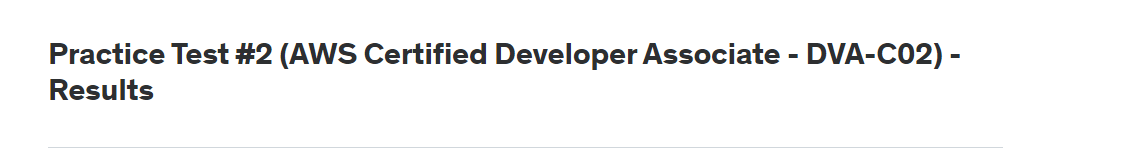 Practice Test #2 (AWS Certified Developer Associate - DVA-C02) -
Results